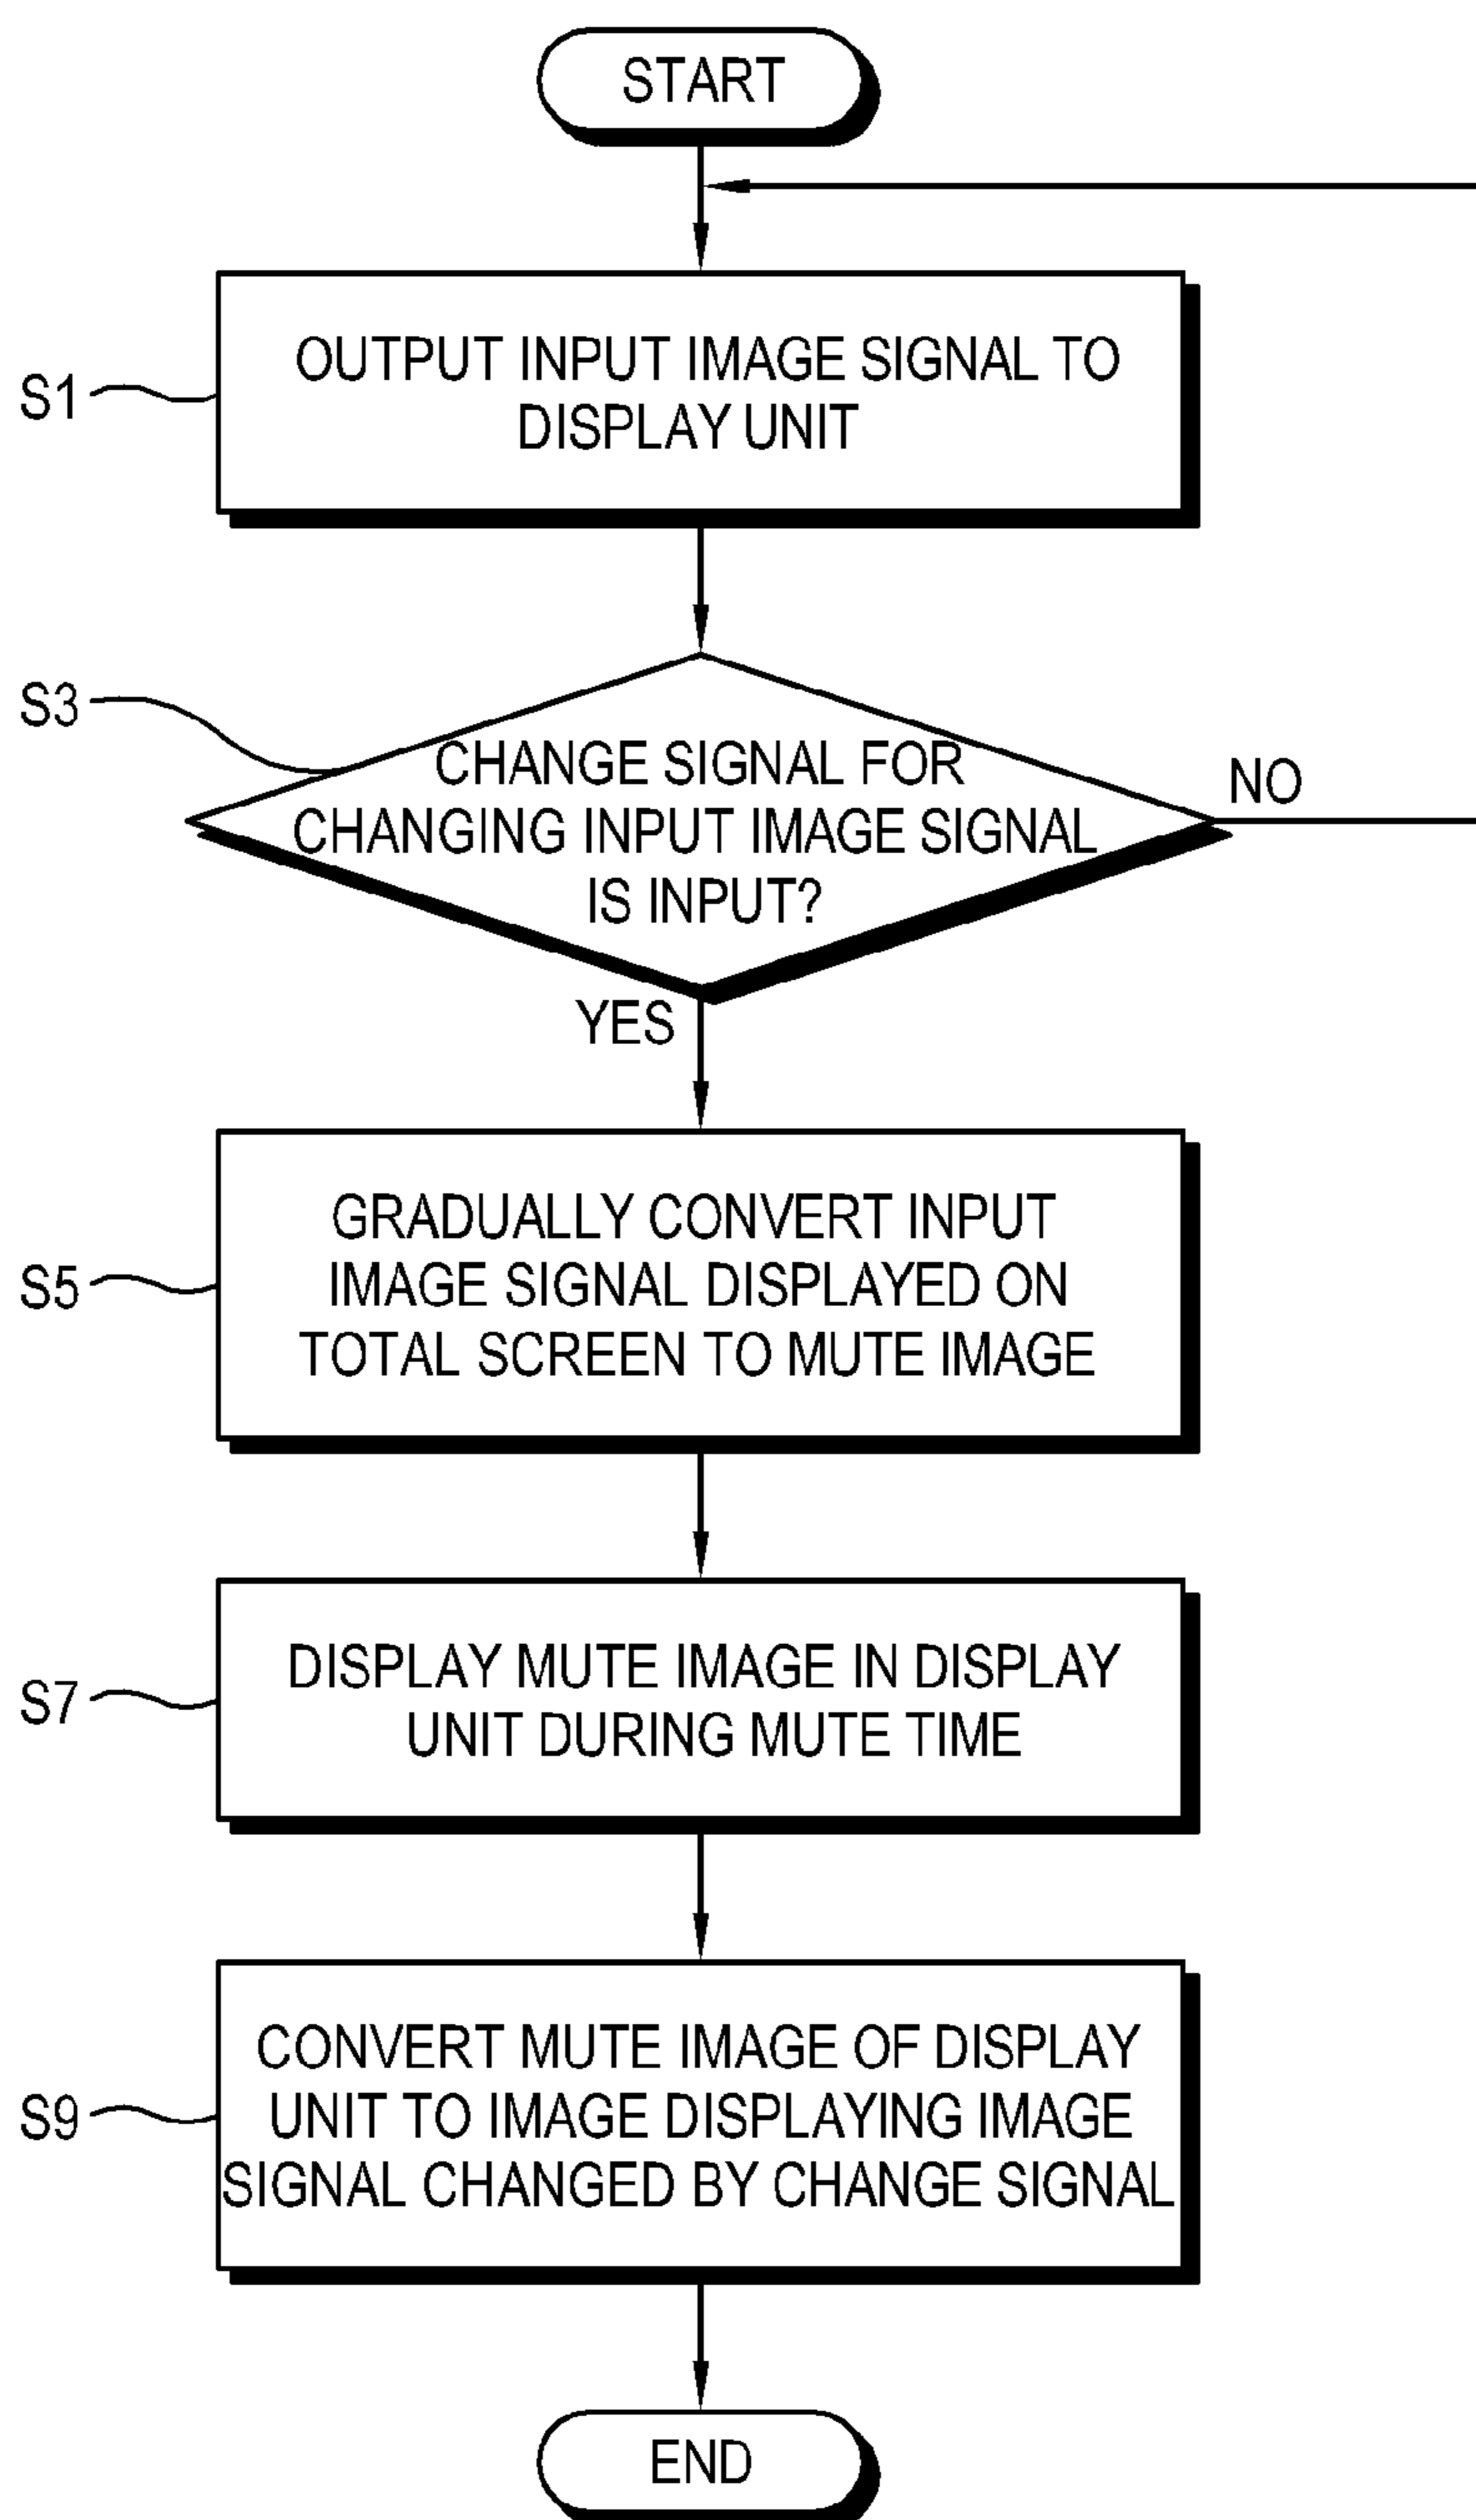 START
S1
OUTPUT INPUT IMAGE SIGNAL TO
DISPLAY UNIT
S3
CHANGE SIGNAL FOR
CHANGING INPUT IMAGE SIGNAL
IS INPUT?
NO
YES
S5
GRADUALLY CONVERT INPUT
IMAGE SIGNAL DISPLAYED ON
TOTAL SCREEN TO MUTE IMAGE
S7
DISPLAY MUTE IMAGE IN DISPLAY
UNIT DURING MUTE TIME
S9
CONVERT MUTE IMAGE OF DISPLAY
UNIT TO IMAGE DISPLAYING IMAGE
SIGNAL CHANGED BY CHANGE SIGNAL
END